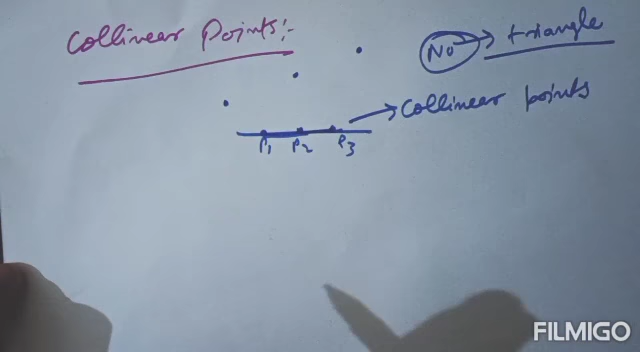 Collinear Points:-
No → triangle
→ Collinear points
P1 P2 P3
FILMIGO